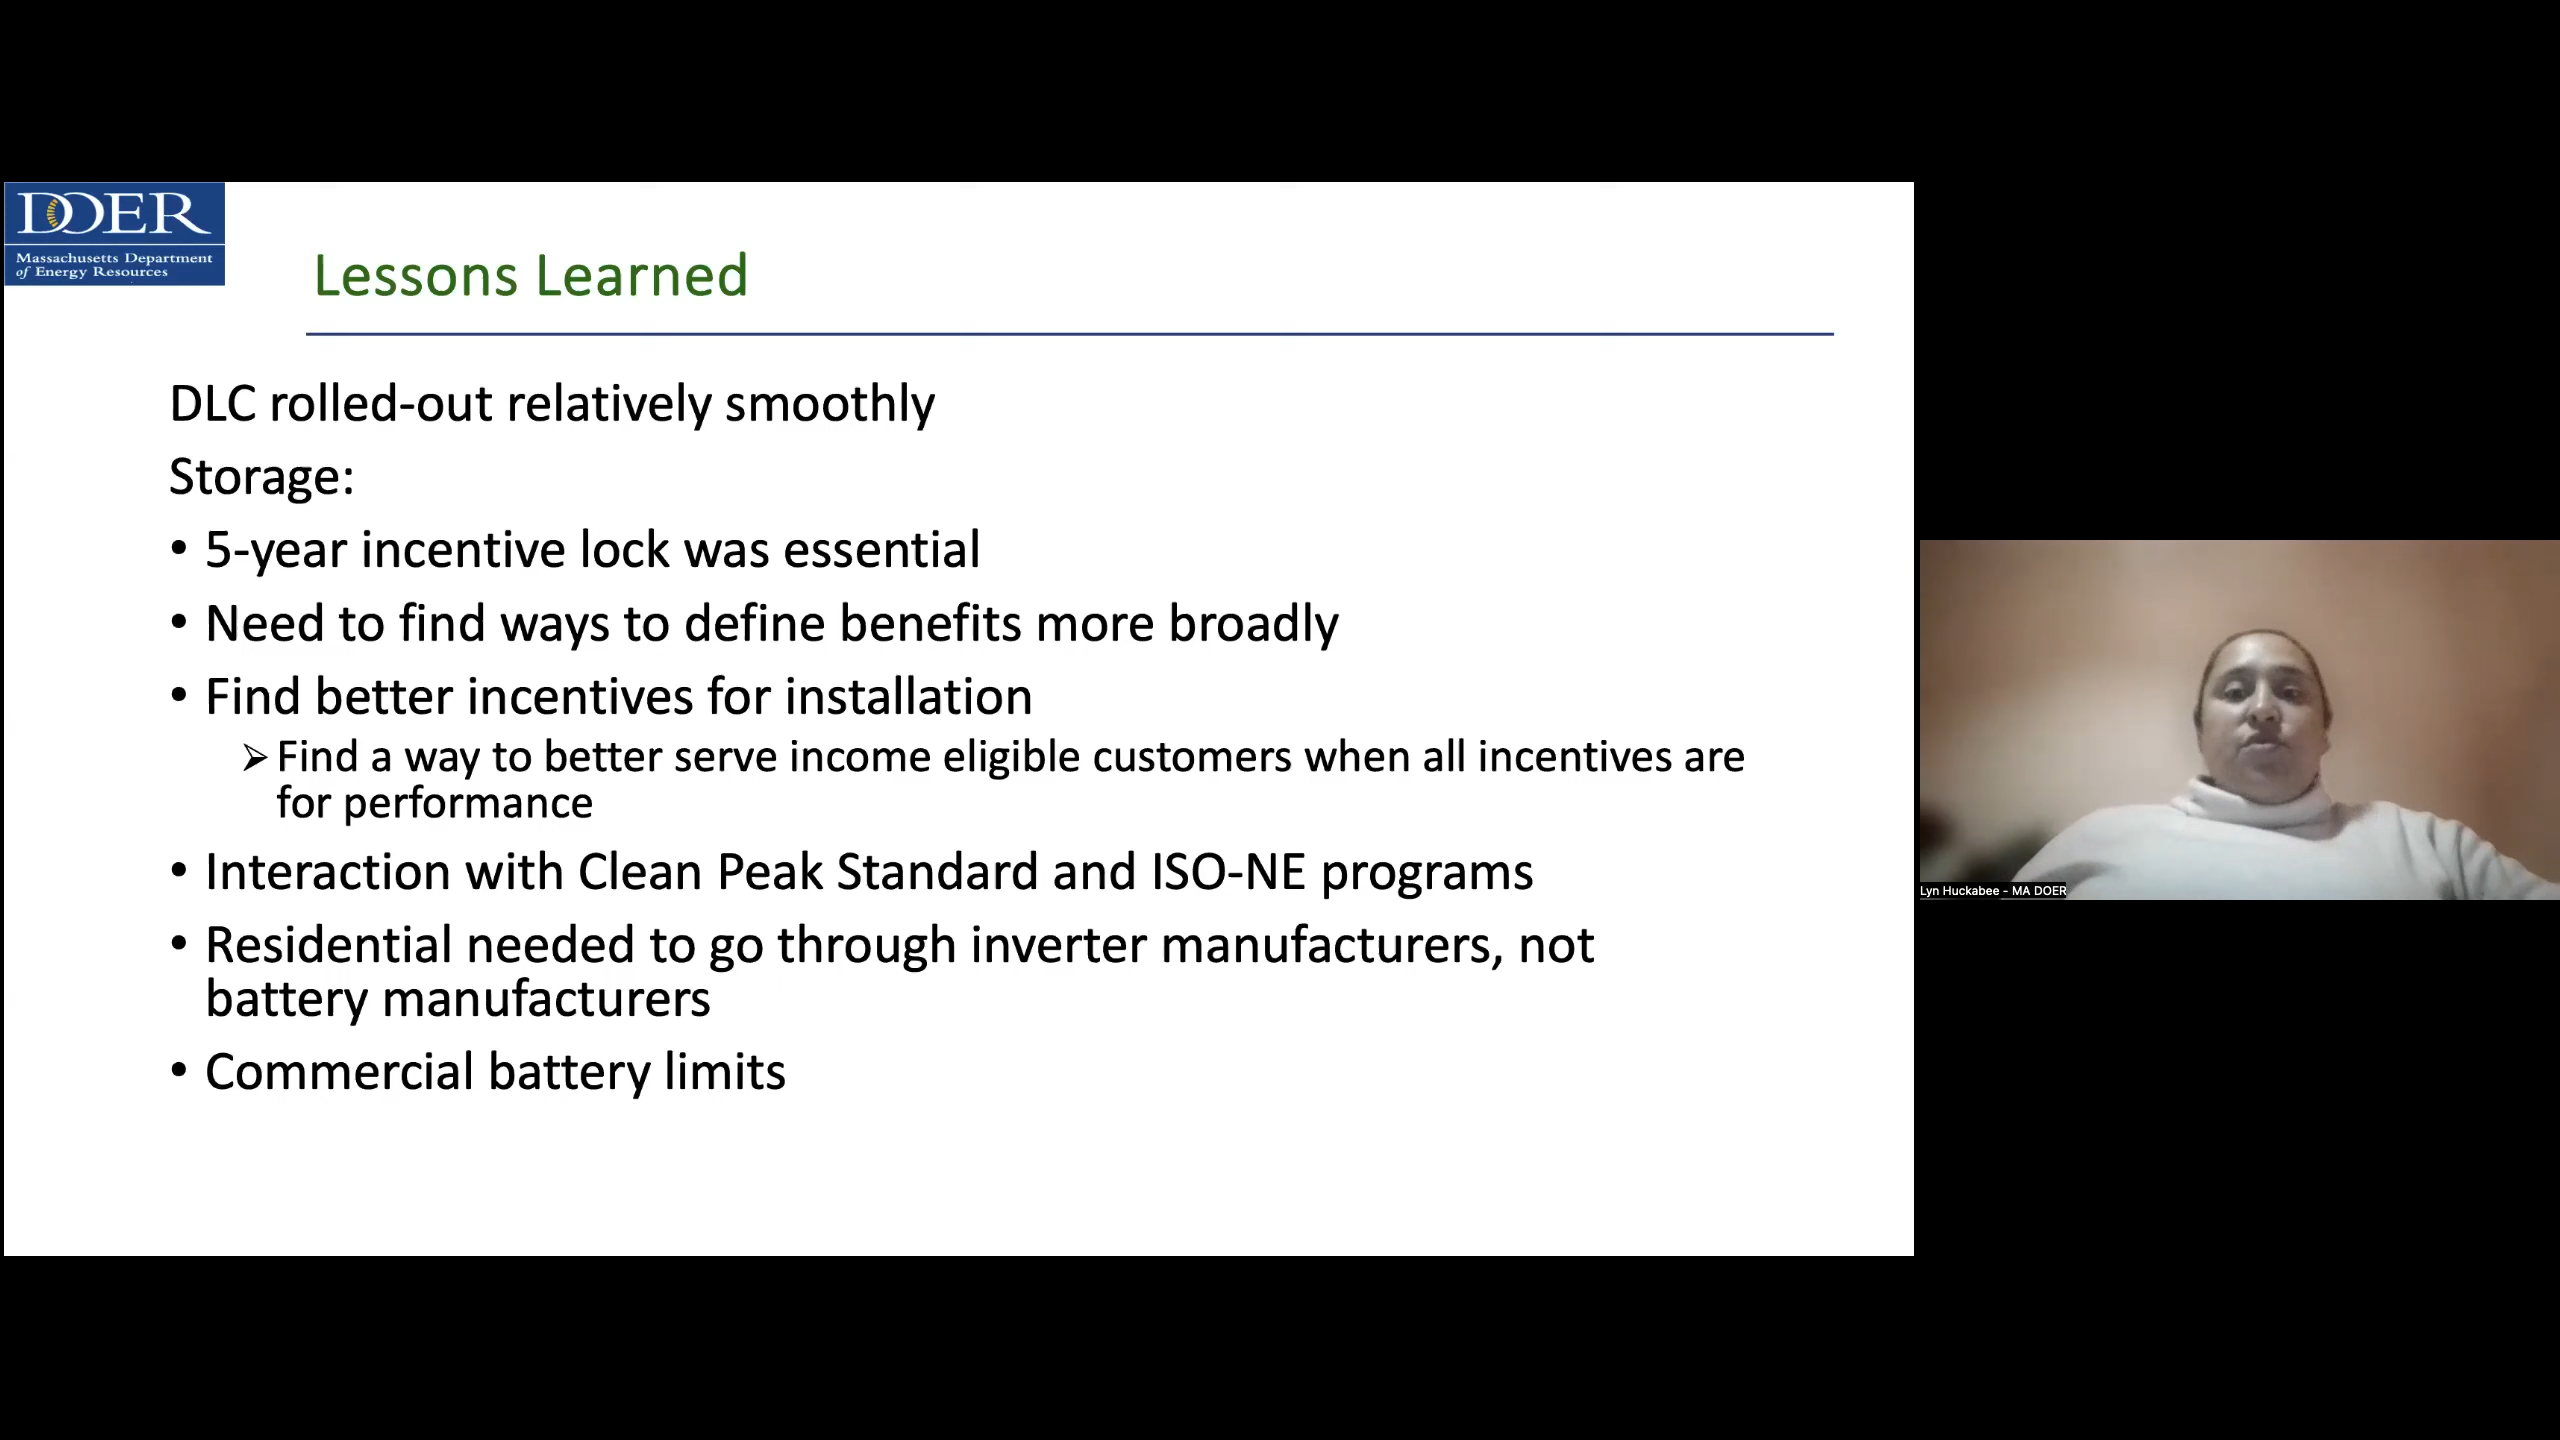 DOER
Massachusetts Department
of Energy Resources
Lessons Learned
DLC rolled-out relatively smoothly
Storage:
• 5-year incentive lock was essential
• Need to find ways to define benefits more broadly
• Find better incentives for installation
➢ Find a way to better serve income eligible customers when all incentives are
for performance
• Interaction with Clean Peak Standard and ISO-NE programs
• Residential needed to go through inverter manufacturers, not
battery manufacturers
• Commercial battery limits
Lyn Huckabee - MA DOER